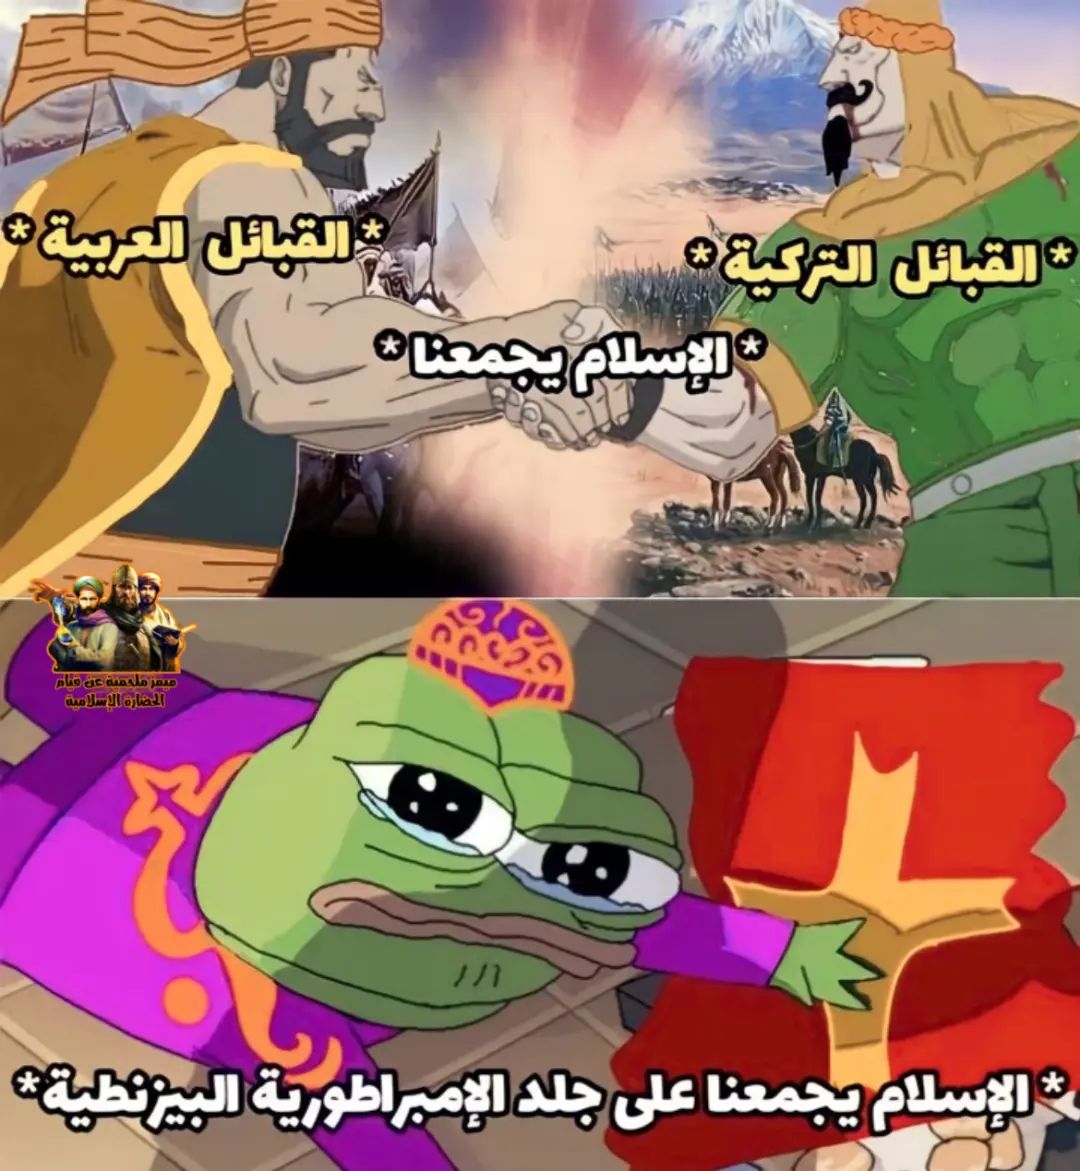 * القبائل العربية *
* القبائل التركية *
* الإسلام يجمعنا *
ميمز ملحمية عن قيام
الحضارة الإسلامية
* الإسلام يجمعنا على جلد الإمبراطورية البيزنطية *